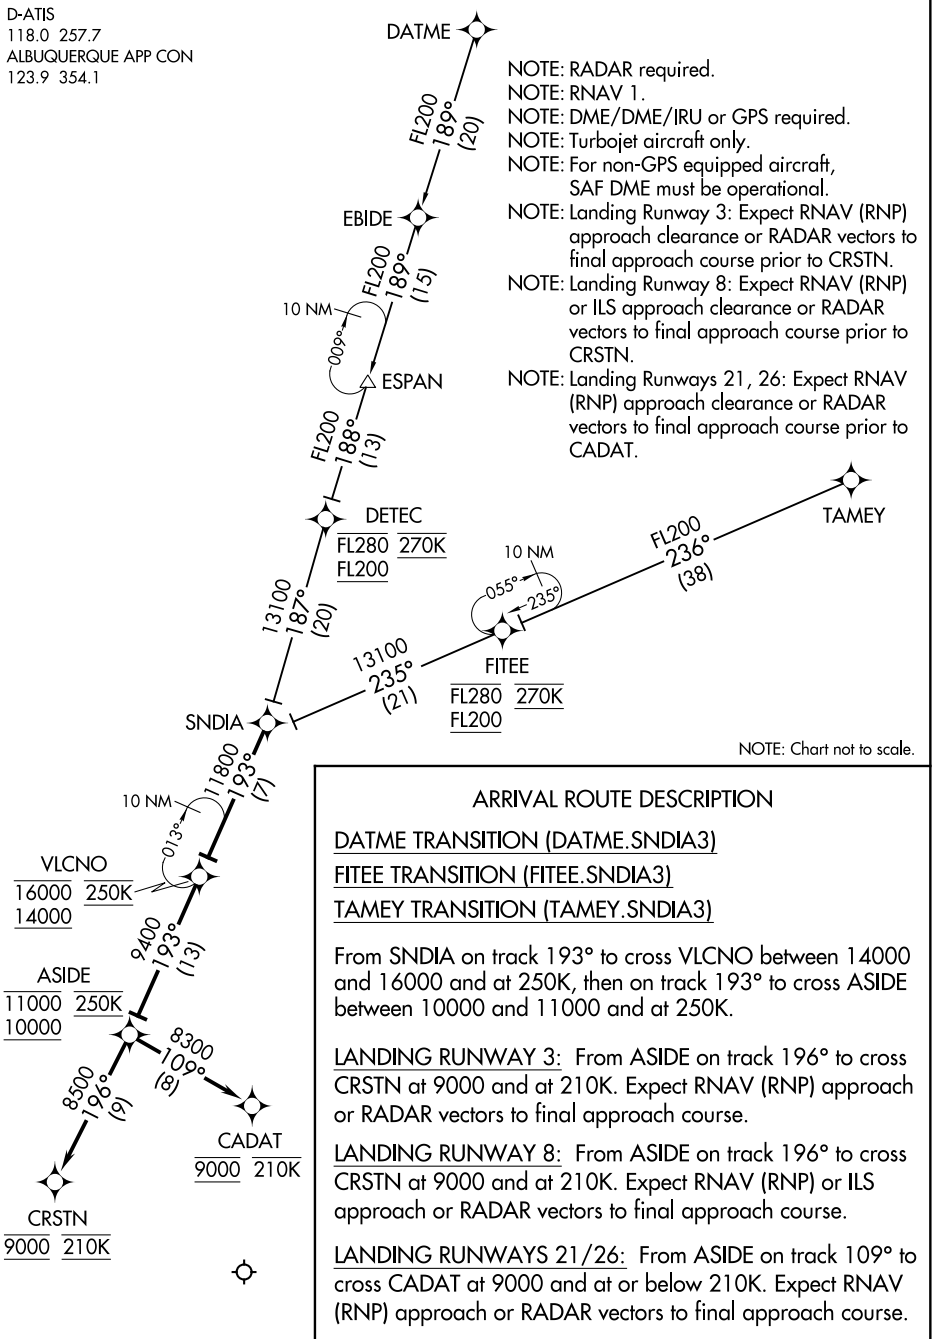 D-ATIS
118.0 257.7
ALBUQUERQUE APP CON
123.9 354.1
DATME
FL200
189°
(20)
NOTE: RADAR required.
NOTE: RNAV 1.
NOTE: DME/DME/IRU or GPS required.
NOTE: Turbojet aircraft only.
NOTE: For non-GPS equipped aircraft,
SAF DME must be operational.
NOTE: Landing Runway 3: Expect RNAV (RNP)
approach clearance or RADAR vectors to
final approach course prior to CRSTN.
NOTE: Landing Runway 8: Expect RNAV (RNP)
or ILS approach clearance or RADAR
vectors to final approach course prior to
CRSTN.
NOTE: Landing Runways 21, 26: Expect RNAV
(RNP) approach clearance or RADAR
vectors to final approach course prior to
CADAT.
EBIDE
FL200
189°
(15)
10 NM
009°
ESPAN
FL200
188°
(13)
DETEC
FL280 270K
FL200
TAMEY
FL200
236°
(38)
10 NM
055°
235°
FITEE
FL280 270K
FL200
13100
187°
(20)
13100
235°
(21)
SNDIA
NOTE: Chart not to scale.
11800
193°
(7)
10 NM
013°
VLCNO
16000 250K
14000
9400
193°
(13)
ASIDE
11000 250K
10000
8300
109°
(8)
8500
196°
(9)
CADAT
9000 210K
CRSTN
9000 210K
ARRIVAL ROUTE DESCRIPTION
DATME TRANSITION (DATME.SNDIA3)
FITEE TRANSITION (FITEE.SNDIA3)
TAMEY TRANSITION (TAMEY.SNDIA3)
From SNDIA on track 193° to cross VLCNO between 14000
and 16000 and at 250K, then on track 193° to cross ASIDE
between 10000 and 11000 and at 250K.
LANDING RUNWAY 3: From ASIDE on track 196° to cross
CRSTN at 9000 and at 210K. Expect RNAV (RNP) approach
or RADAR vectors to final approach course.
LANDING RUNWAY 8: From ASIDE on track 196° to cross
CRSTN at 9000 and at 210K. Expect RNAV (RNP) or ILS
approach or RADAR vectors to final approach course.
LANDING RUNWAYS 21/26: From ASIDE on track 109° to
cross CADAT at 9000 and at or below 210K. Expect RNAV
(RNP) approach or RADAR vectors to final approach course.